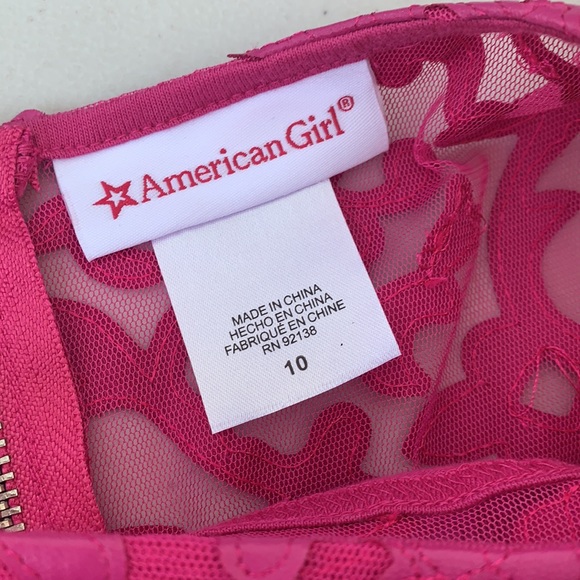 American Girl®
MADE IN CHINA
HECHO EN CHINA
FABRIQUÉ EN CHINE
RN 92138
10